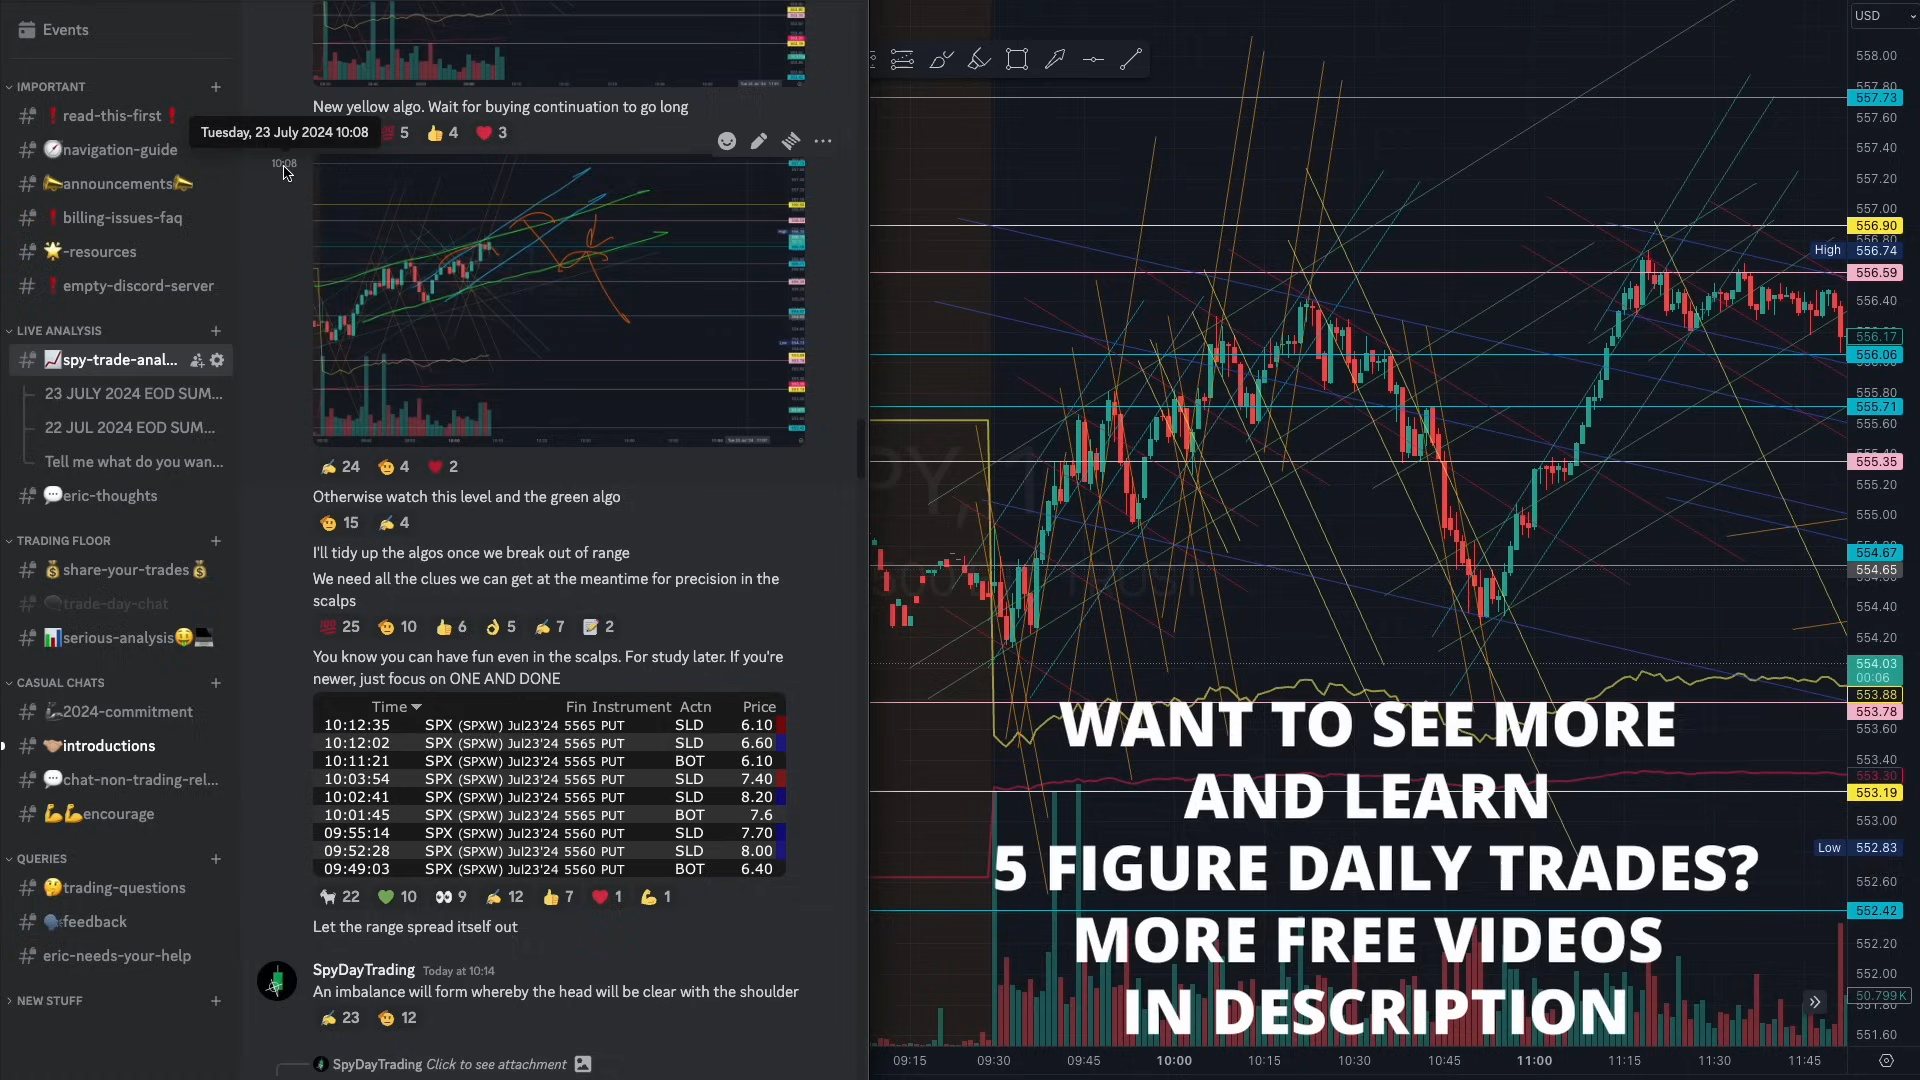 Events
IMPORTANT
read-this-first
navigation-guide
announcements
billing-issues-faq
-resources
empty-discord-server
LIVE ANALYSIS
spy-trade-anal...
23 JULY 2024 EOD SUM...
22 JUL 2024 EOD SUM...
Tell me what do you wan...
eric-thoughts
TRADING FLOOR
share-your-trades
trade-day-chat
serious-analysis
CASUAL CHATS
2024-commitment
introductions
chat-non-trading-rel...
encourage
QUERIES
trading-questions
feedback
eric-needs-your-help
NEW STUFF
New yellow algo. Wait for buying continuation to go long
Tuesday, 23 July 2024 10:08
5 4 3
10:08
24 4 2
Otherwise watch this level and the green algo
15 4
I'll tidy up the algos once we break out of range
We need all the clues we can get at the meantime for precision in the
scalps
25 10 6 5 7 2
You know you can have fun even in the scalps. For study later. If you're
newer, just focus on ONE AND DONE
Time Fin Instrument Actn Price
10:12:35 SPX (SPXW) Jul23'24 5565 PUT SLD 6.10
10:12:02 SPX (SPXW) Jul23'24 5565 PUT SLD 6.60
10:11:21 SPX (SPXW) Jul23'24 5565 PUT BOT 6.10
10:03:54 SPX (SPXW) Jul23'24 5565 PUT SLD 7.40
10:02:41 SPX (SPXW) Jul23'24 5565 PUT SLD 8.20
10:01:45 SPX (SPXW) Jul23'24 5565 PUT BOT 7.6
09:55:14 SPX (SPXW) Jul23'24 5560 PUT SLD 7.70
09:52:28 SPX (SPXW) Jul23'24 5560 PUT SLD 8.00
09:49:03 SPX (SPXW) Jul23'24 5560 PUT BOT 6.40
22 10 9 12 7 1 1
Let the range spread itself out
SpyDayTrading Today at 10:14
An imbalance will form whereby the head will be clear with the shoulder
23 12
SpyDayTrading Click to see attachment
USD
558.00
557.80
557.73
557.60
557.40
557.20
557.00
556.90
556.80
High 556.74
556.59
556.40
556.17
556.06
555.80
555.71
555.60
555.35
555.20
555.00
554.67
554.65
554.40
554.20
554.03
00:06
553.88
553.78
553.60
553.40
553.30
553.19
553.00
Low 552.83
552.60
552.42
552.20
552.00
50.799K
551.60
WANT TO SEE MORE
AND LEARN
5 FIGURE DAILY TRADES?
MORE FREE VIDEOS
IN DESCRIPTION
09:15 09:30 09:45 10:00 10:15 10:30 10:45 11:00 11:15 11:30 11:45